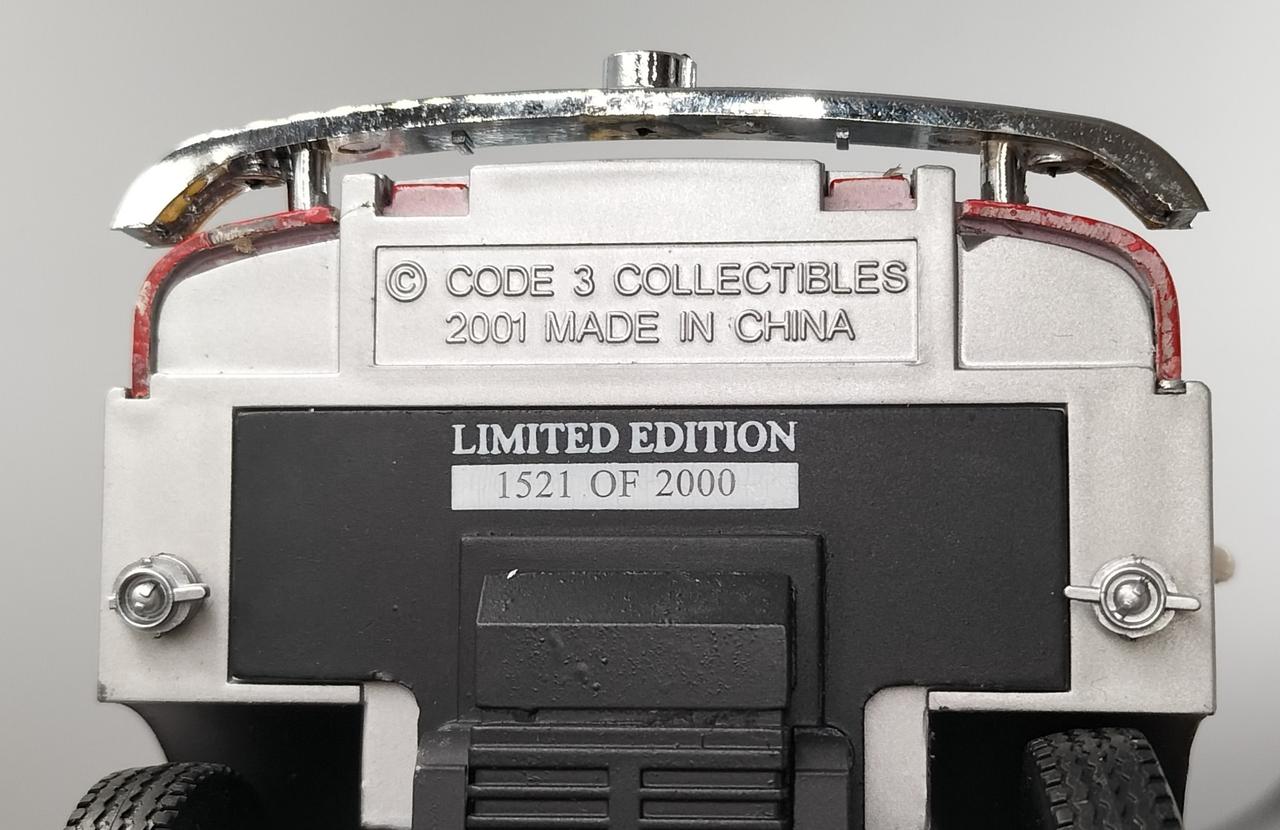 © CODE 3 COLLECTIBLES
2001 MADE IN CHINA
LIMITED EDITION
1521 OF 2000